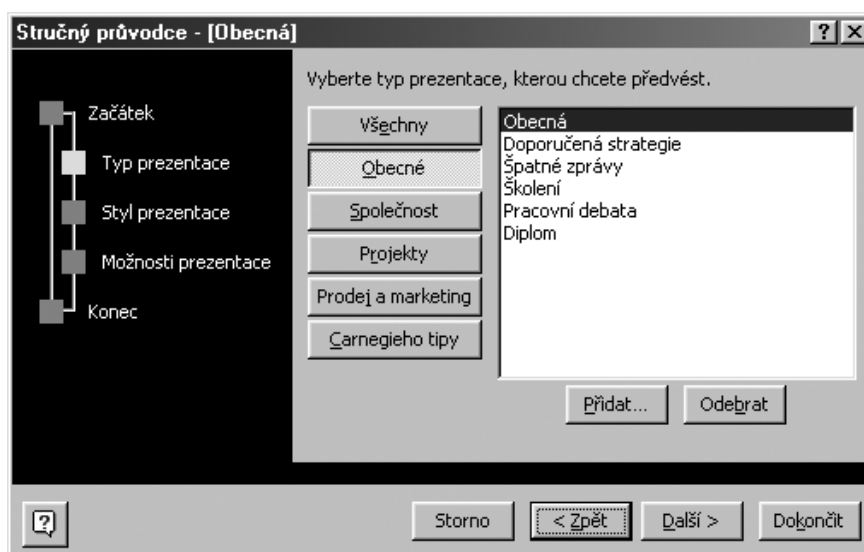 Stručný průvodce - [Obecná]
Začátek
Typ prezentace
Styl prezentace
Možnosti prezentace
Konec
Vyberte typ prezentace, kterou chcete předvést.
Všechny
Obecné
Společnost
Projekty
Prodej a marketing
Carnegieho tipy
Obecná
Doporučená strategie
Špatné zprávy
Školení
Pracovní debata
Diplom
Přidat...
Odebrat
Storno
< Zpět
Další >
Dokončit